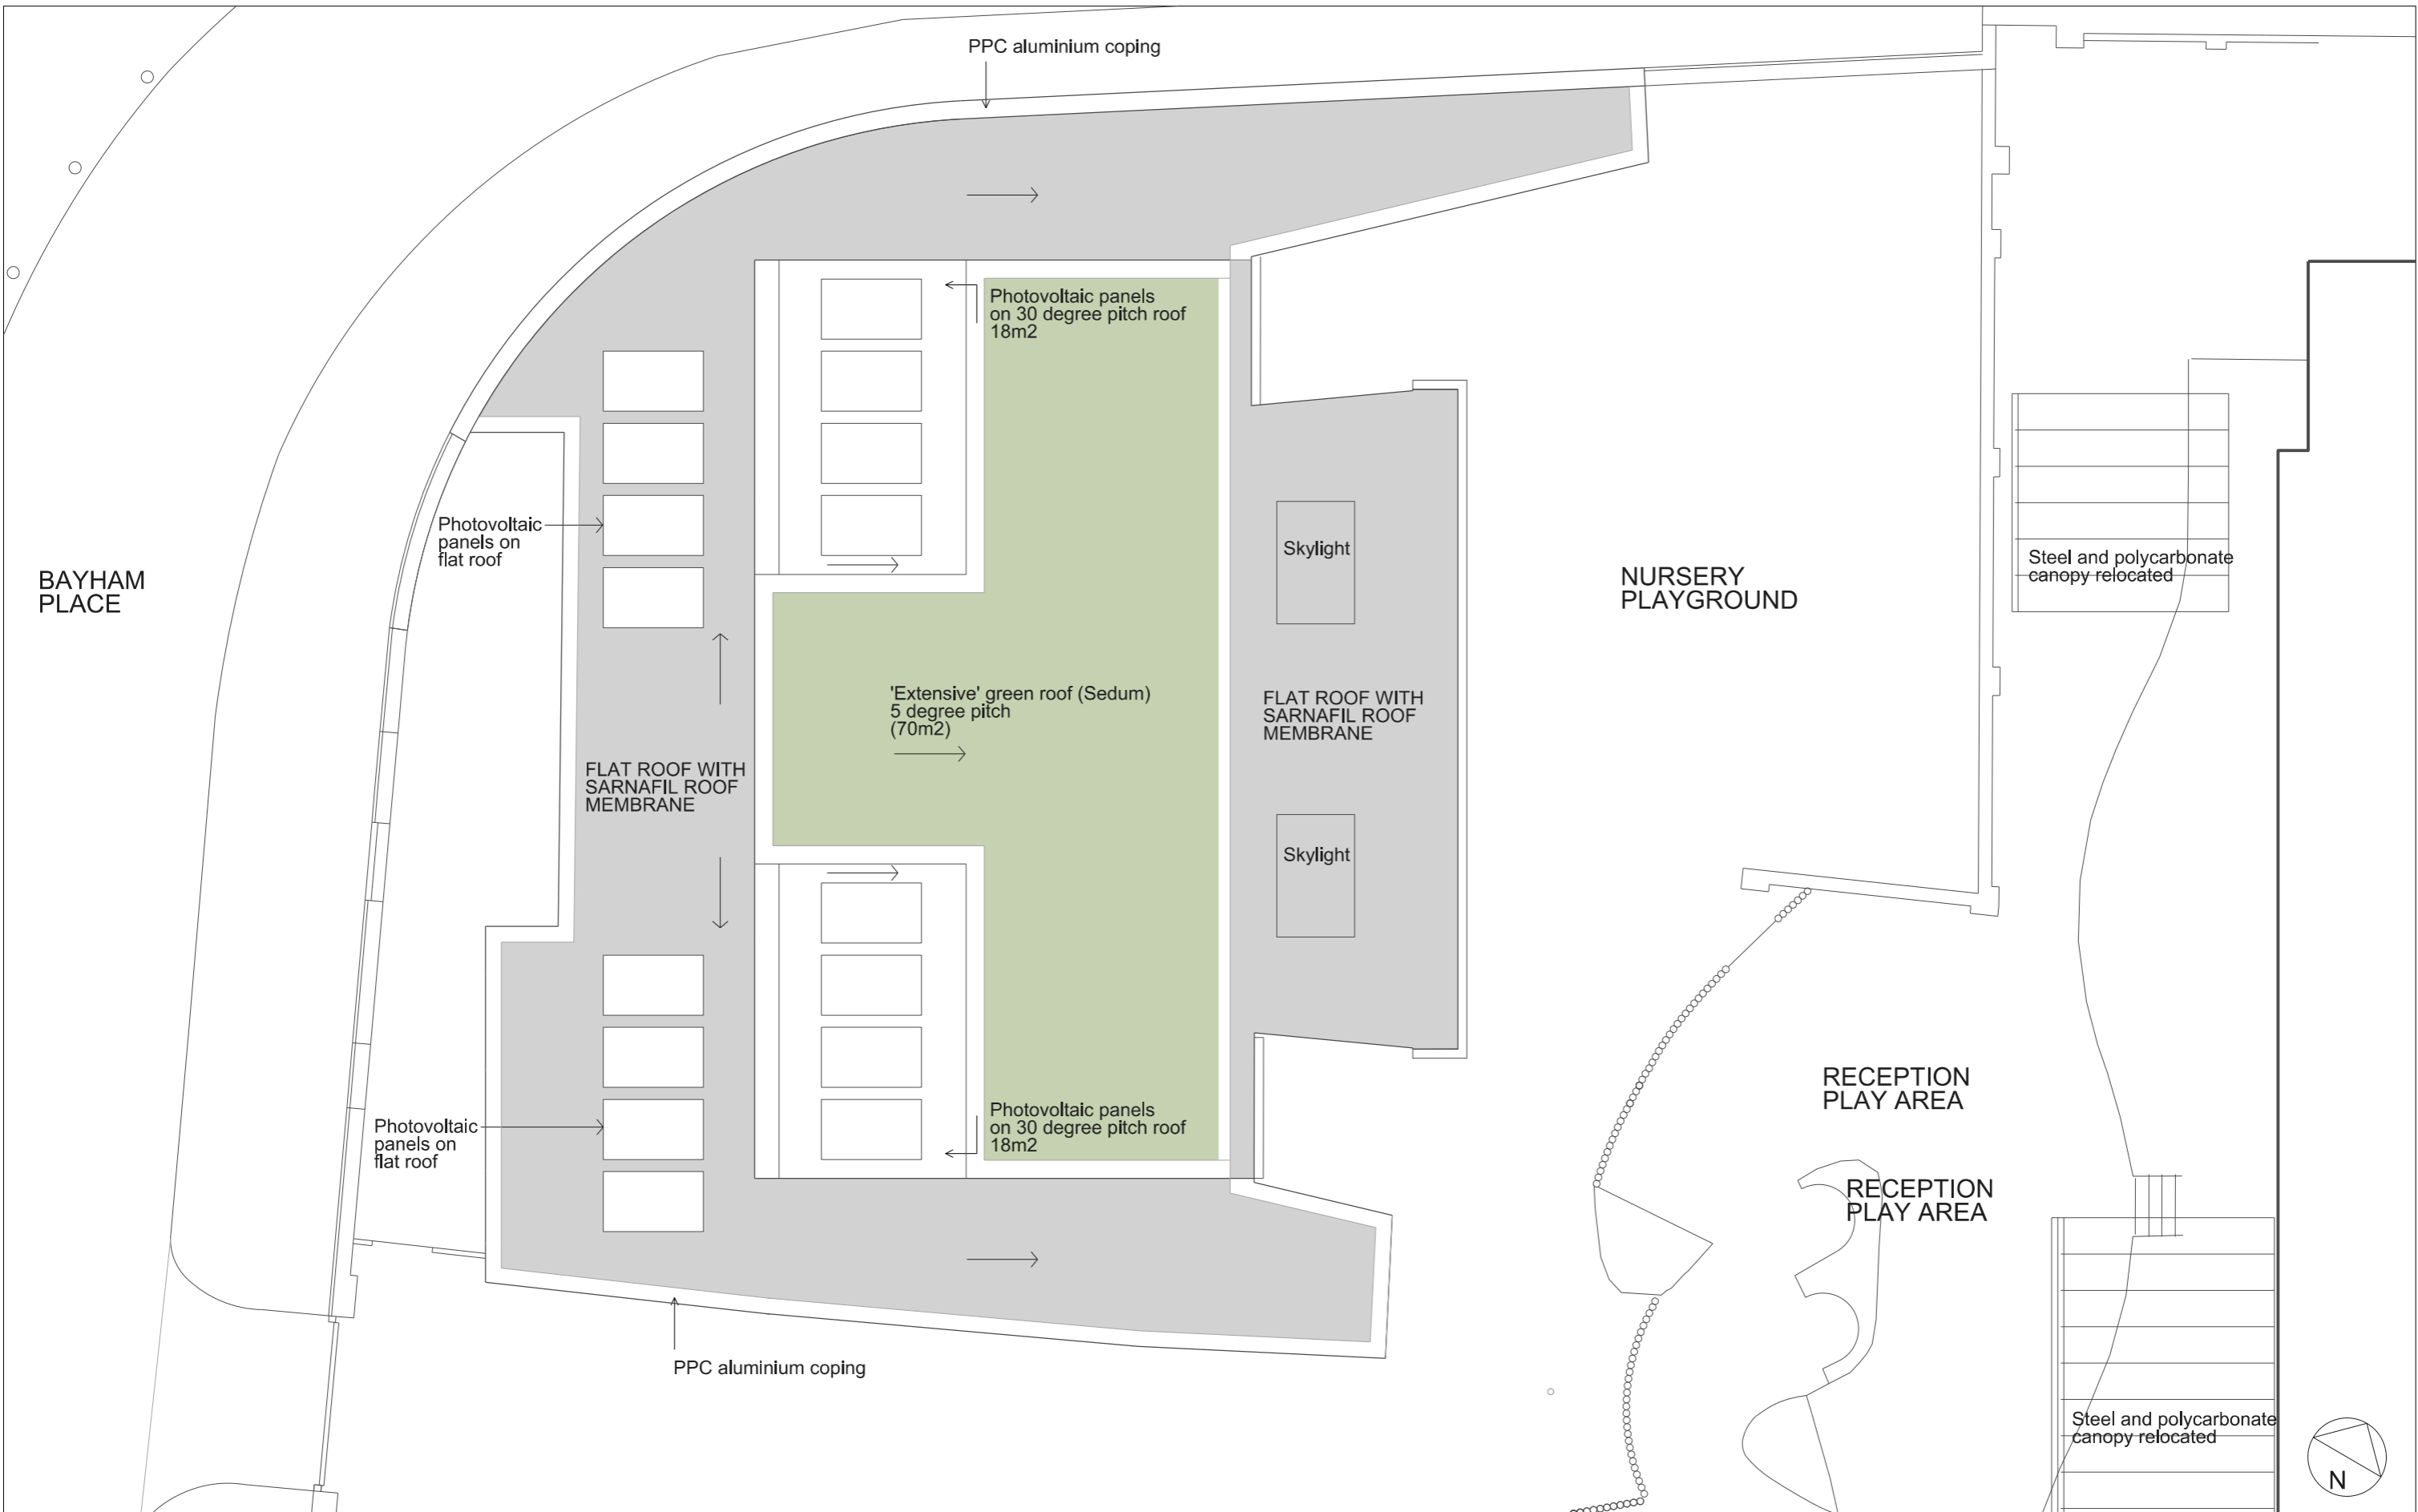 PPC aluminium coping
Photovoltaic panels
on 30 degree pitch roof
18m2
Photovoltaic
panels on
flat roof
BAYHAM
PLACE
Skylight
NURSERY
PLAYGROUND
Steel and polycarbonate
canopy relocated
'Extensive' green roof (Sedum)
5 degree pitch
(70m2)
FLAT ROOF WITH
SARNAFIL ROOF
MEMBRANE
FLAT ROOF WITH
SARNAFIL ROOF
MEMBRANE
Skylight
RECEPTION
PLAY AREA
Photovoltaic panels
on 30 degree pitch roof
18m2
Photovoltaic
panels on
flat roof
RECEPTION
PLAY AREA
PPC aluminium coping
Steel and polycarbonate
canopy relocated
N